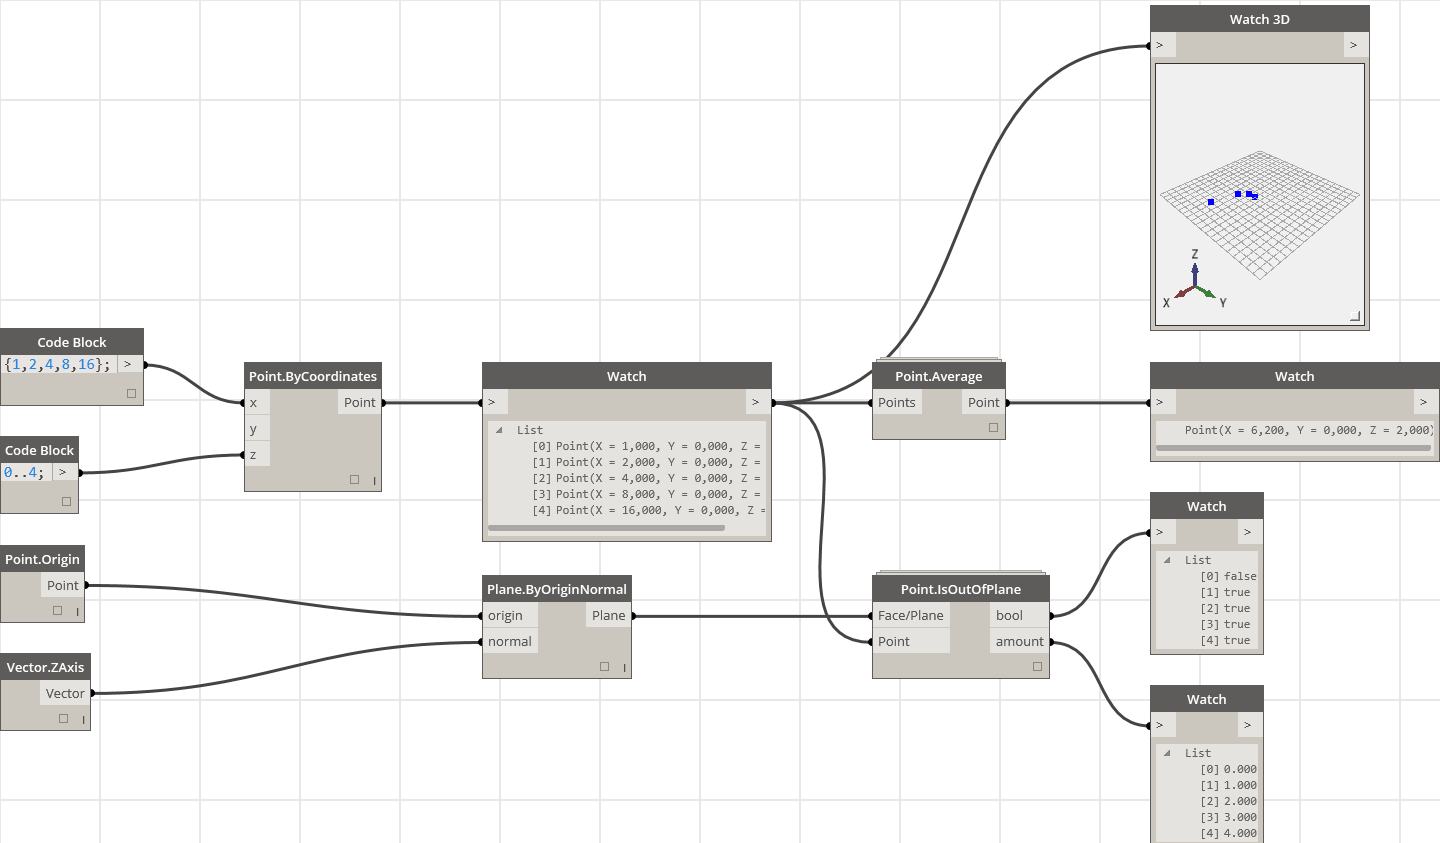 Watch 3D
> >
Z
X Y
Code Block
{1,2,4,8,16}; >
Code Block
0..4; >
Point.ByCoordinates
x Point
y
z
Watch
> >
List
[0] Point(X = 1,000, Y = 0,000, Z =
[1] Point(X = 2,000, Y = 0,000, Z =
[2] Point(X = 4,000, Y = 0,000, Z =
[3] Point(X = 8,000, Y = 0,000, Z =
[4] Point(X = 16,000, Y = 0,000, Z =
Point.Average
Points Point
Watch
> >
Point(X = 6,200, Y = 0,000, Z = 2,000)
Point.Origin
Point
Vector.ZAxis
Vector
Plane.ByOriginNormal
origin Plane
normal
Point.IsOutOfPlane
Face/Plane bool
Point amount
Watch
> >
List
[0] false
[1] true
[2] true
[3] true
[4] true
Watch
> >
List
[0] 0.000
[1] 1.000
[2] 2.000
[3] 3.000
[4] 4.000